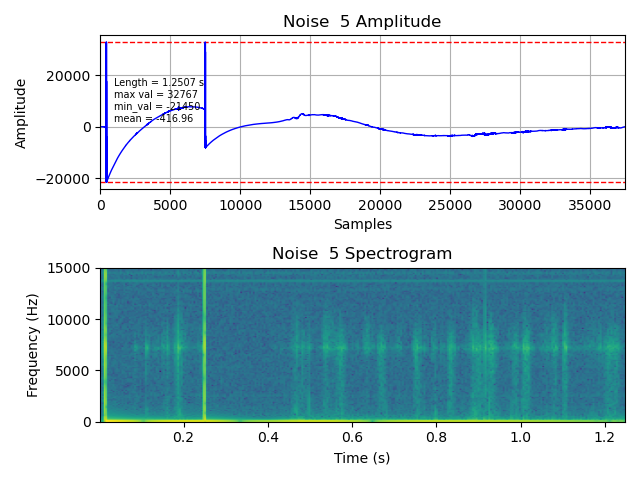 Noise  5 Amplitude
20000
0
−20000
Amplitude
Length = 1.2507 s
max val = 32767
min_val = -21450
mean = -416.96
0 5000 10000 15000 20000 25000 30000 35000
Samples
Noise  5 Spectrogram
15000
10000
5000
0
Frequency (Hz)
0.2 0.4 0.6 0.8 1.0 1.2
Time (s)